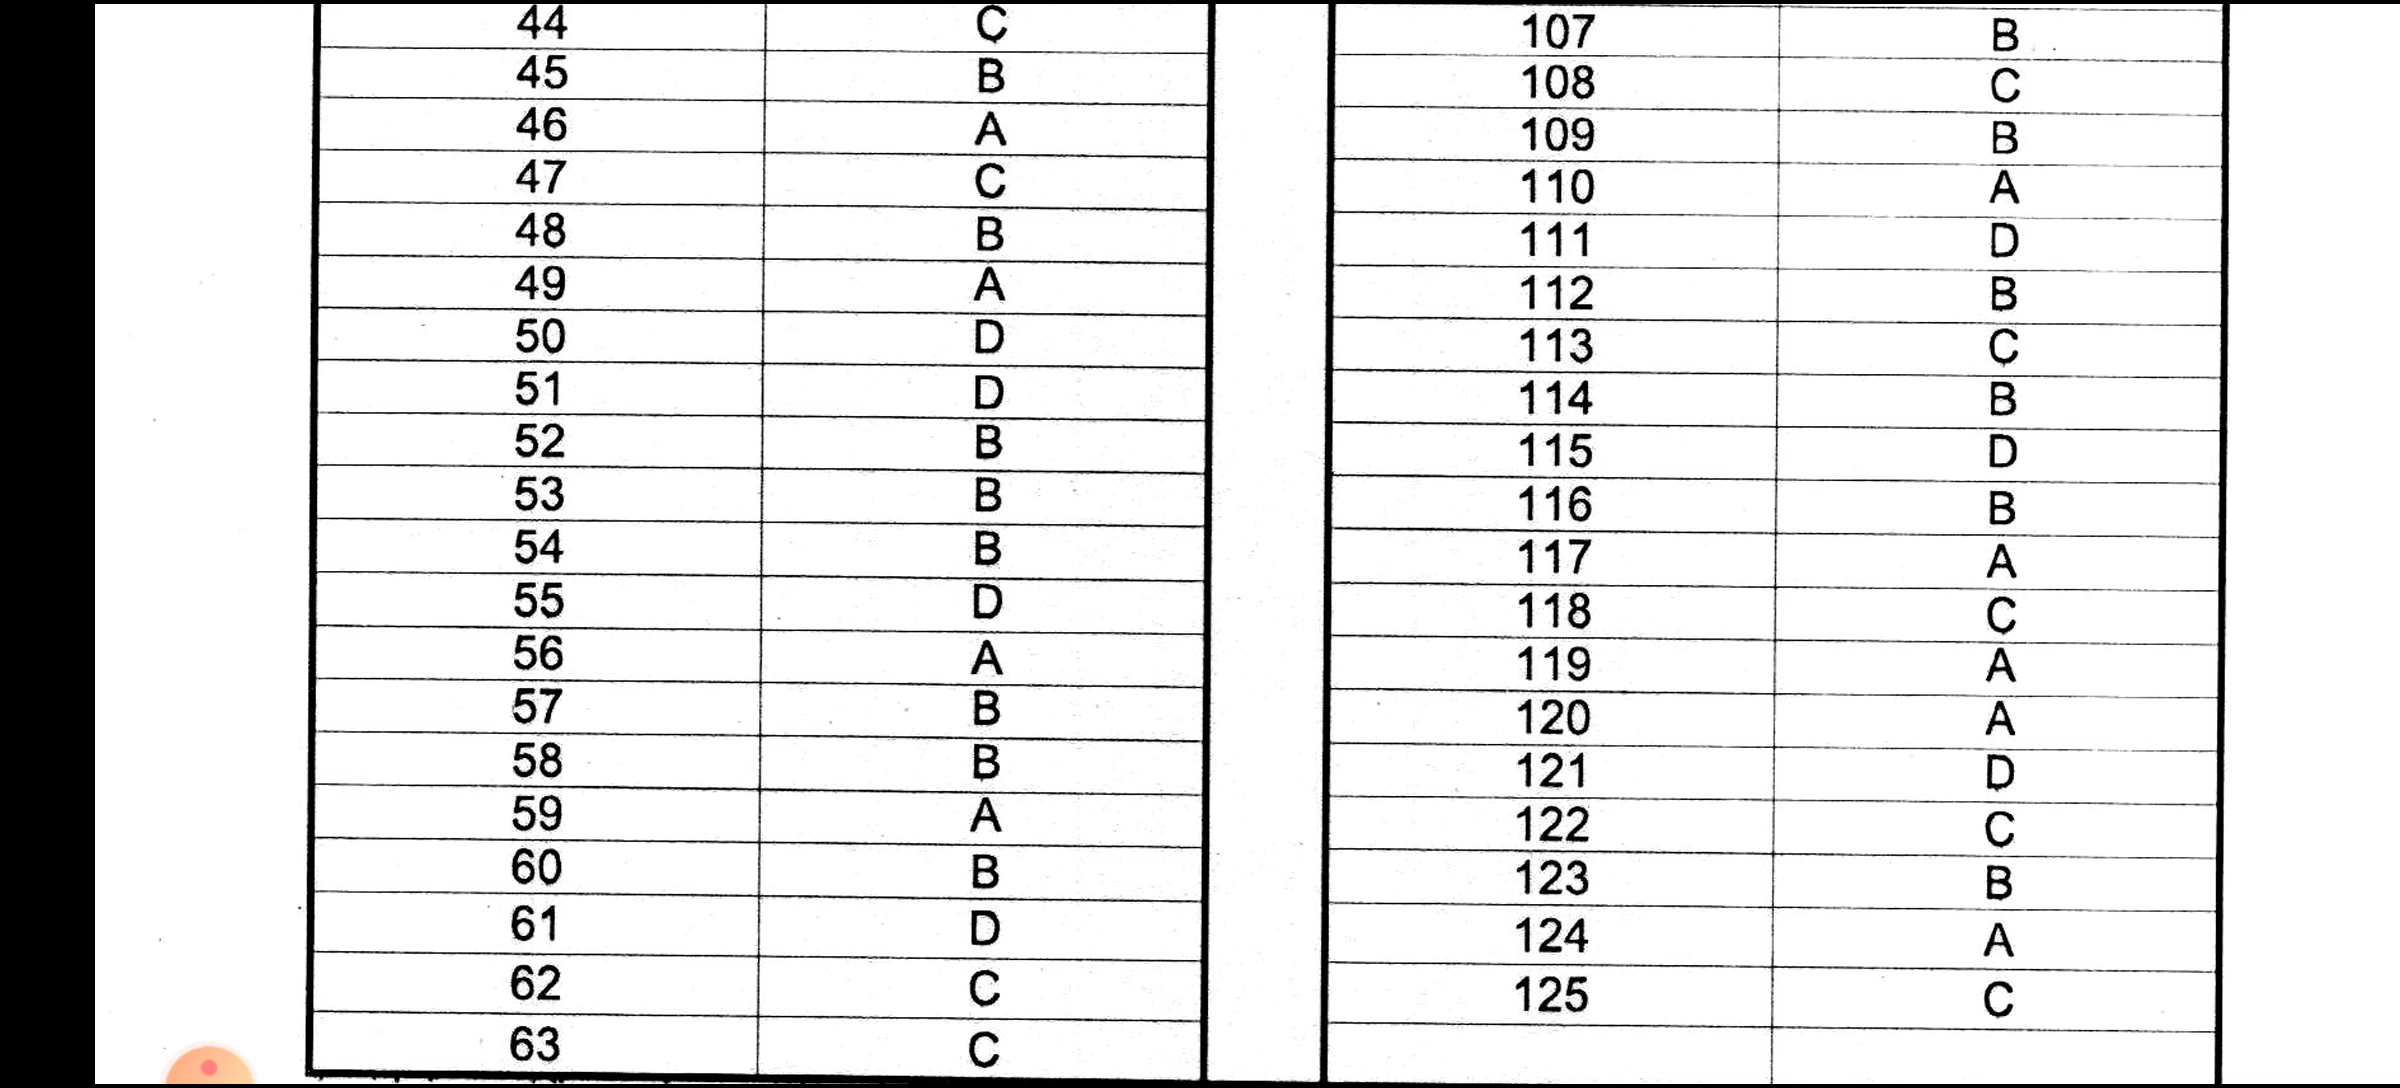 44 C
45 B
46 A
47 C
48 B
49 A
50 D
51 D
52 B
53 B
54 B
55 D
56 A
57 B
58 B
59 A
60 B
61 D
62 C
63 C
107 B
108 C
109 B
110 A
111 D
112 B
113 C
114 B
115 D
116 B
117 A
118 C
119 A
120 A
121 D
122 C
123 B
124 A
125 C